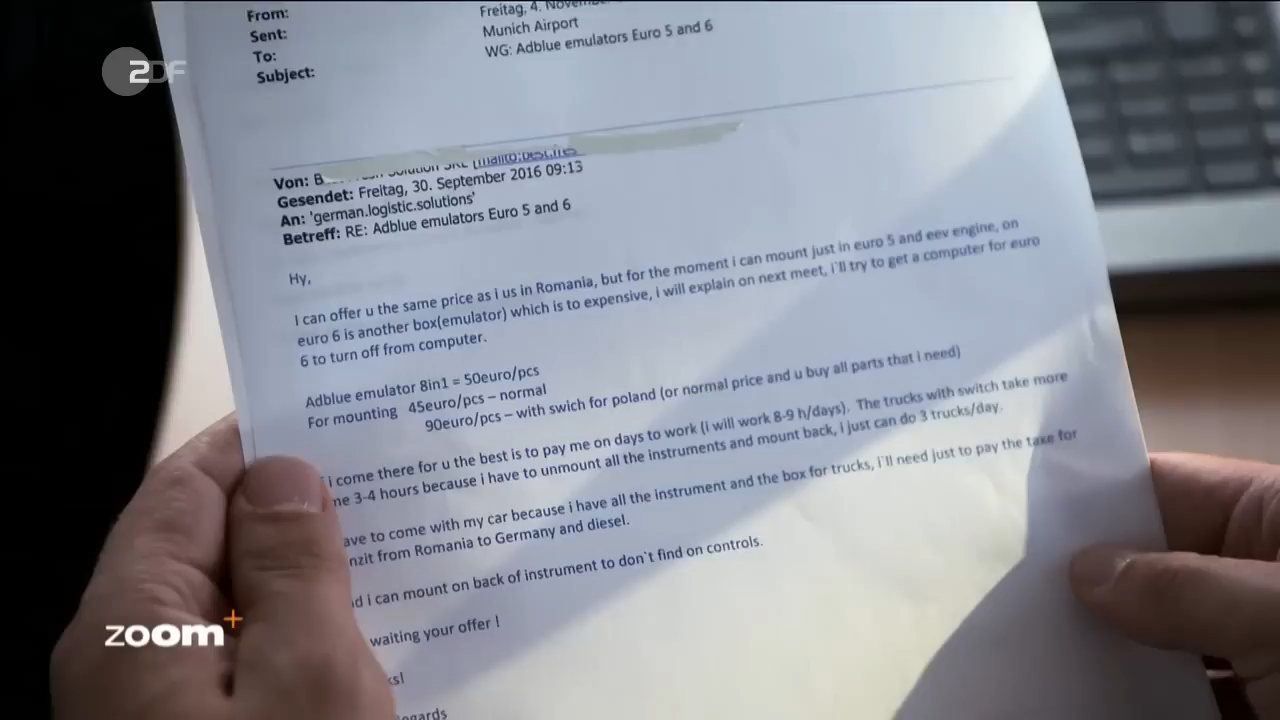 ZDF
From:
Sent: Freitag, 4.
To: Munich Airport
Subject: WG: Adblue emulators Euro 5 and 6
Von: B
Gesendet: Freitag, 30. September 2016 09:13
An: 'german.logistic.solutions'
Betreff: RE: Adblue emulators Euro 5 and 6
Hy,
I can offer u the same price as i us in Romania, but for the moment i can mount just in euro 5 and eev engine, on
euro 6 is another box(emulator) which is to expensive, i will explain on next meet, i`ll try to get a computer for euro
6 to turn off from computer.
Adblue emulator 8in1 = 50euro/pcs
For mounting 45euro/pcs – normal
90euro/pcs – with swich for poland (or normal price and u buy all parts that i need)
i come there for u the best is to pay me on days to work (i will work 8-9 h/days). The trucks with switch take more
me 3-4 hours because i have to unmount all the instruments and mount back, i just can do 3 trucks/day.
ave to come with my car because i have all the instrument and the box for trucks, i`ll need just to pay the taxe for
nzit from Romania to Germany and diesel.
d i can mount on back of instrument to don`t find on controls.
waiting your offer !
ks!
egards
zoom+